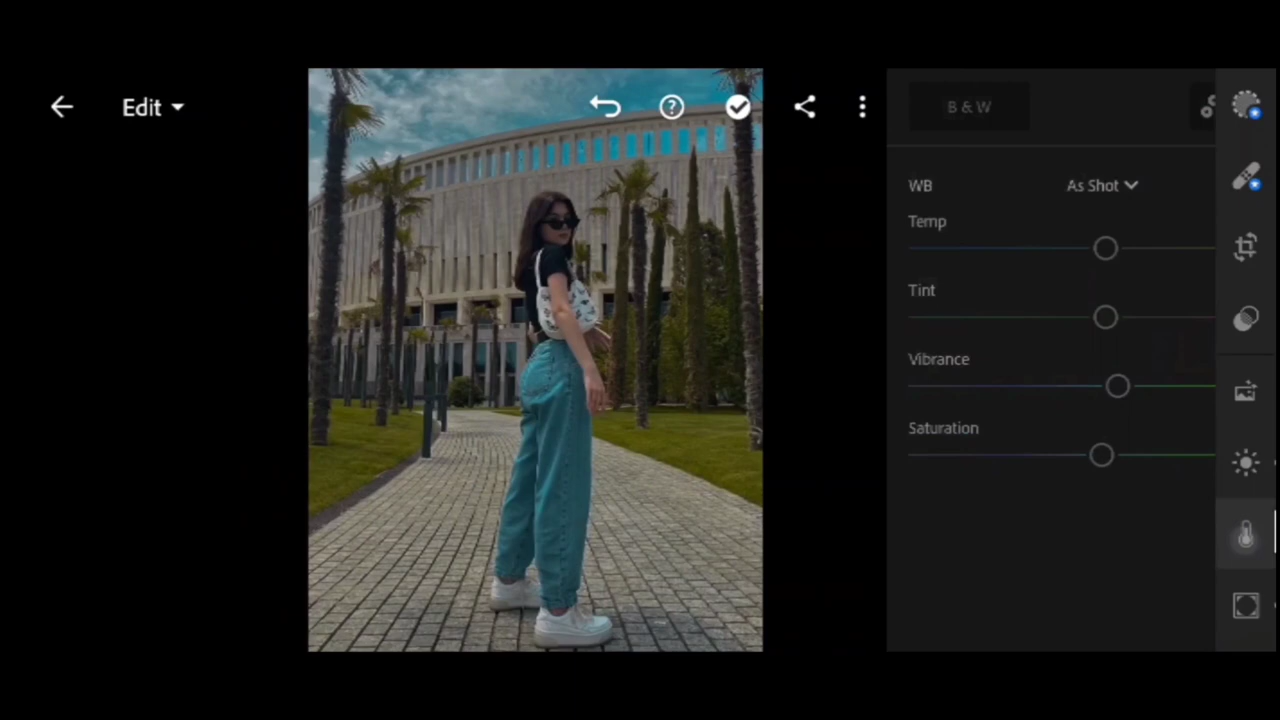 Edit
?
B & W
WB
As Shot
Temp
Tint
Vibrance
Saturation